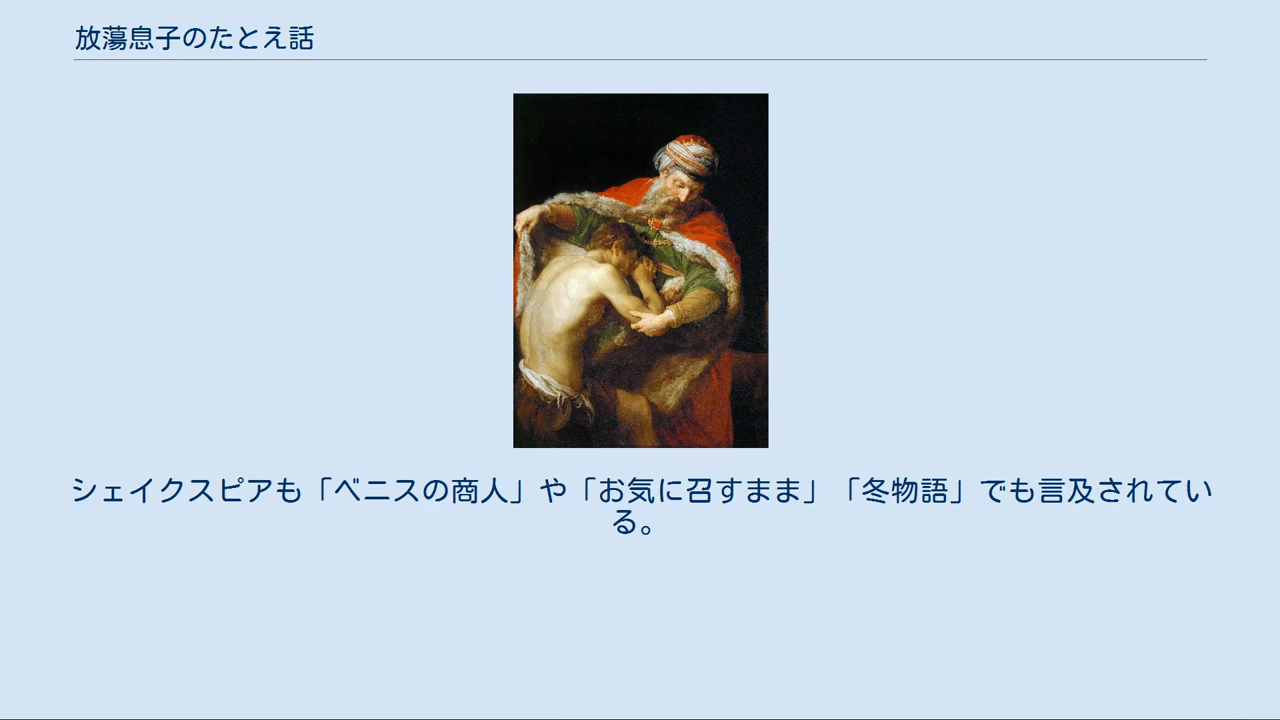 放蕩息子のたとえ話
シェイクスピアも「ベニスの商人」や「お気に召すまま」「冬物語」でも言及されてい
る。